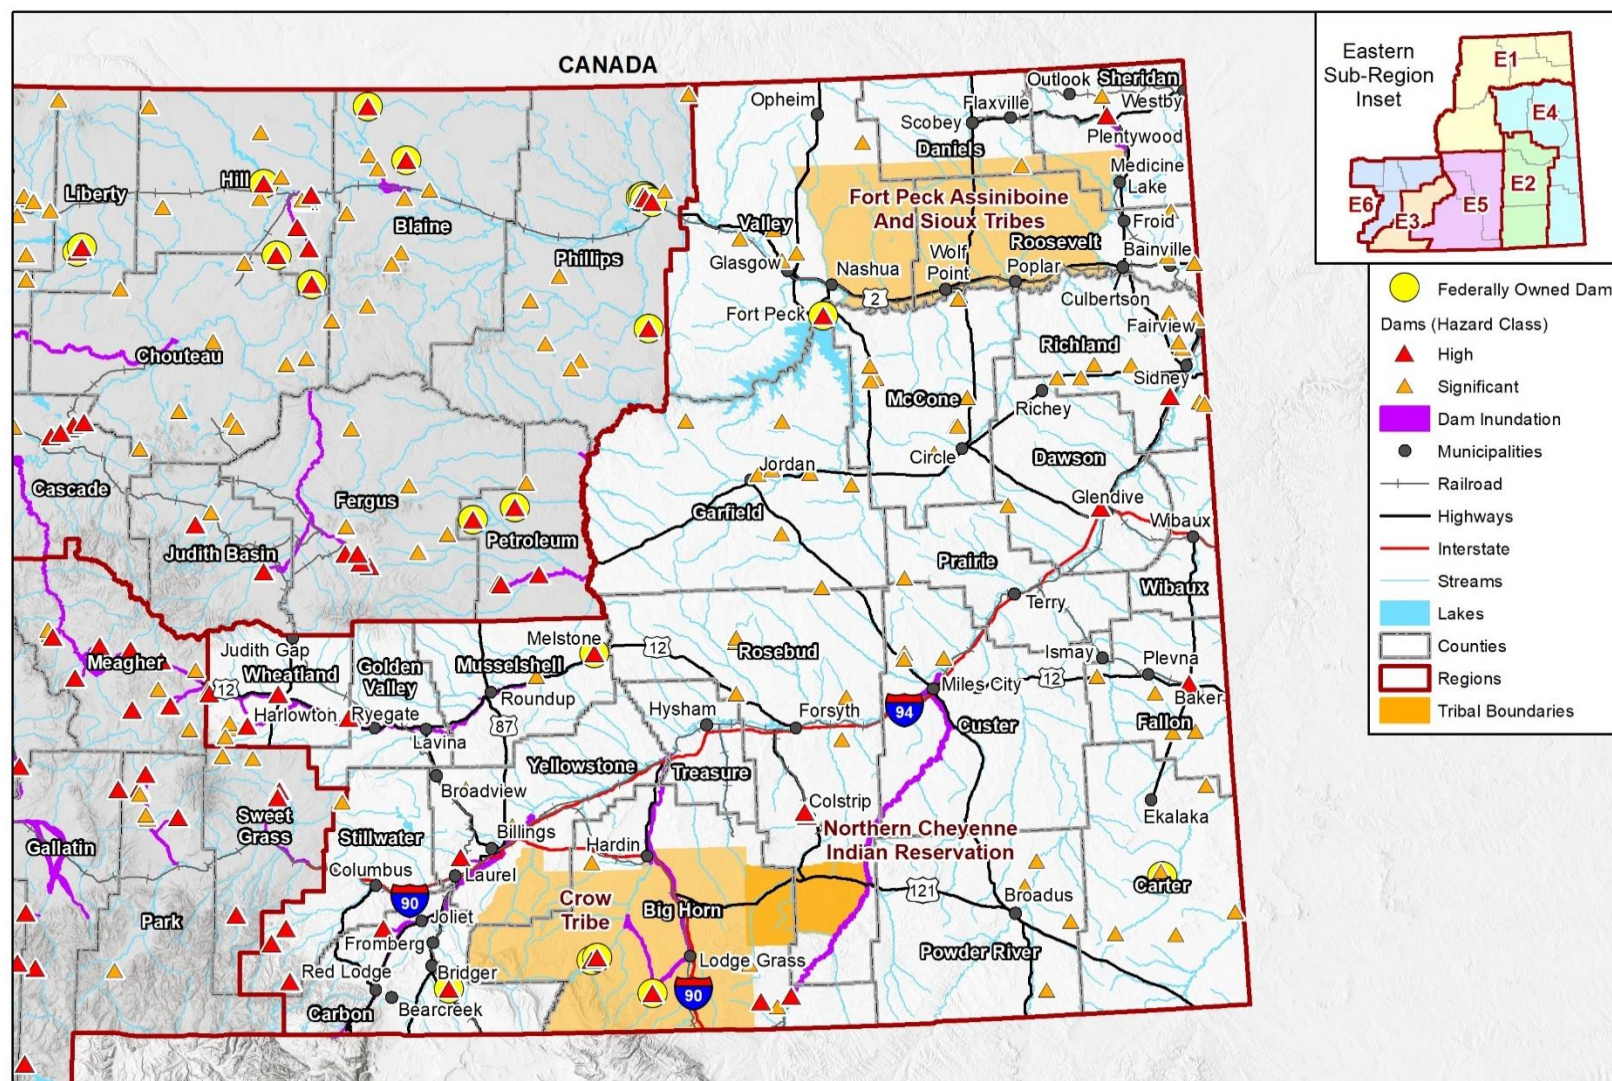 CANADA
Eastern
Sub-Region
Inset
E1
E4
E2
E6
E3
E5
Federally Owned Dam
Dams (Hazard Class)
High
Significant
Dam Inundation
Municipalities
Railroad
Highways
Interstate
Streams
Lakes
Counties
Regions
Tribal Boundaries
Outlook
Sheridan
Opheim
Flaxville
Westby
Scobey
Plentywood
Daniels
Medicine
Lake
Liberty
Hill
Blaine
Phillips
Valley
Fort Peck Assiniboine
And Sioux Tribes
Froid
Roosevelt
Bainville
Glasgow
Nashua
Wolf
Point
Poplar
2
Culbertson
Fort Peck
Fairview
Richland
Chouteau
Sidney
McCone
Richey
Circle
Dawson
Jordan
Cascade
Fergus
Garfield
Glendive
Wibaux
Judith Basin
Petroleum
Prairie
Wibaux
Terry
Judith Gap
Melstone
12
Meagher
Wheatland
Golden
Valley
Musselshell
Rosebud
Ismay
Plevna
12
Roundup
Miles City
12
Baker
Harlowton
Ryegate
87
Hysham
Forsyth
94
Custer
Fallon
Lavina
Yellowstone
Treasure
Broadview
Colstrip
Ekalaka
Sweet
Grass
Stillwater
Billings
Northern Cheyenne
Indian Reservation
Gallatin
Hardin
Columbus
Laurel
121
Broadus
Carter
90
Crow
Tribe
Big Horn
Park
Joliet
Fromberg
Powder River
Red Lodge
Bridger
Lodge Grass
90
Carbon
Bearcreek